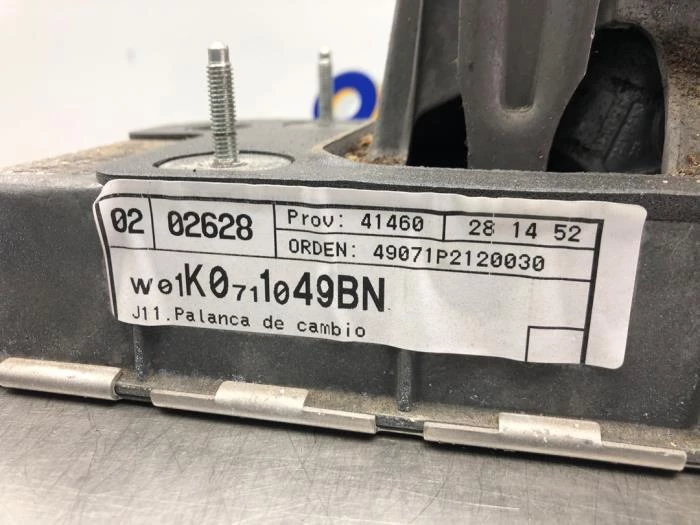 02 02628 Prov: 41460 28 14 52
ORDEN: 49071P2120030
W01K0711049BN
J11.Palanca de cambio